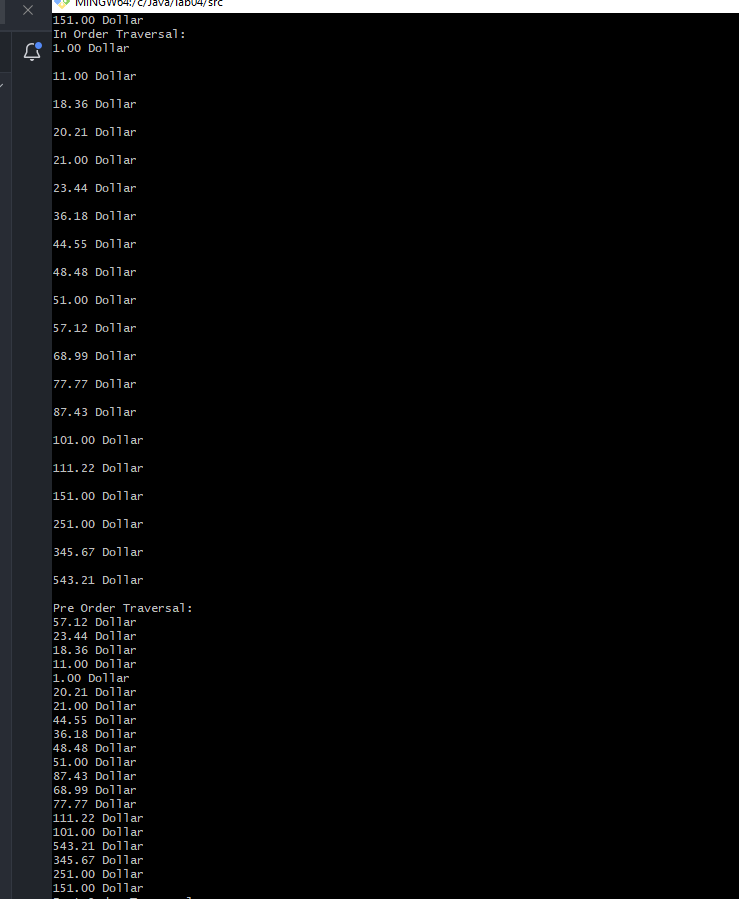 MINGW64:/c/Java/lab04/src
151.00 Dollar
In Order Traversal:
1.00 Dollar
11.00 Dollar
18.36 Dollar
20.21 Dollar
21.00 Dollar
23.44 Dollar
36.18 Dollar
44.55 Dollar
48.48 Dollar
51.00 Dollar
57.12 Dollar
68.99 Dollar
77.77 Dollar
87.43 Dollar
101.00 Dollar
111.22 Dollar
151.00 Dollar
251.00 Dollar
345.67 Dollar
543.21 Dollar
Pre Order Traversal:
57.12 Dollar
23.44 Dollar
18.36 Dollar
11.00 Dollar
1.00 Dollar
20.21 Dollar
21.00 Dollar
44.55 Dollar
36.18 Dollar
48.48 Dollar
51.00 Dollar
87.43 Dollar
68.99 Dollar
77.77 Dollar
111.22 Dollar
101.00 Dollar
543.21 Dollar
345.67 Dollar
251.00 Dollar
151.00 Dollar